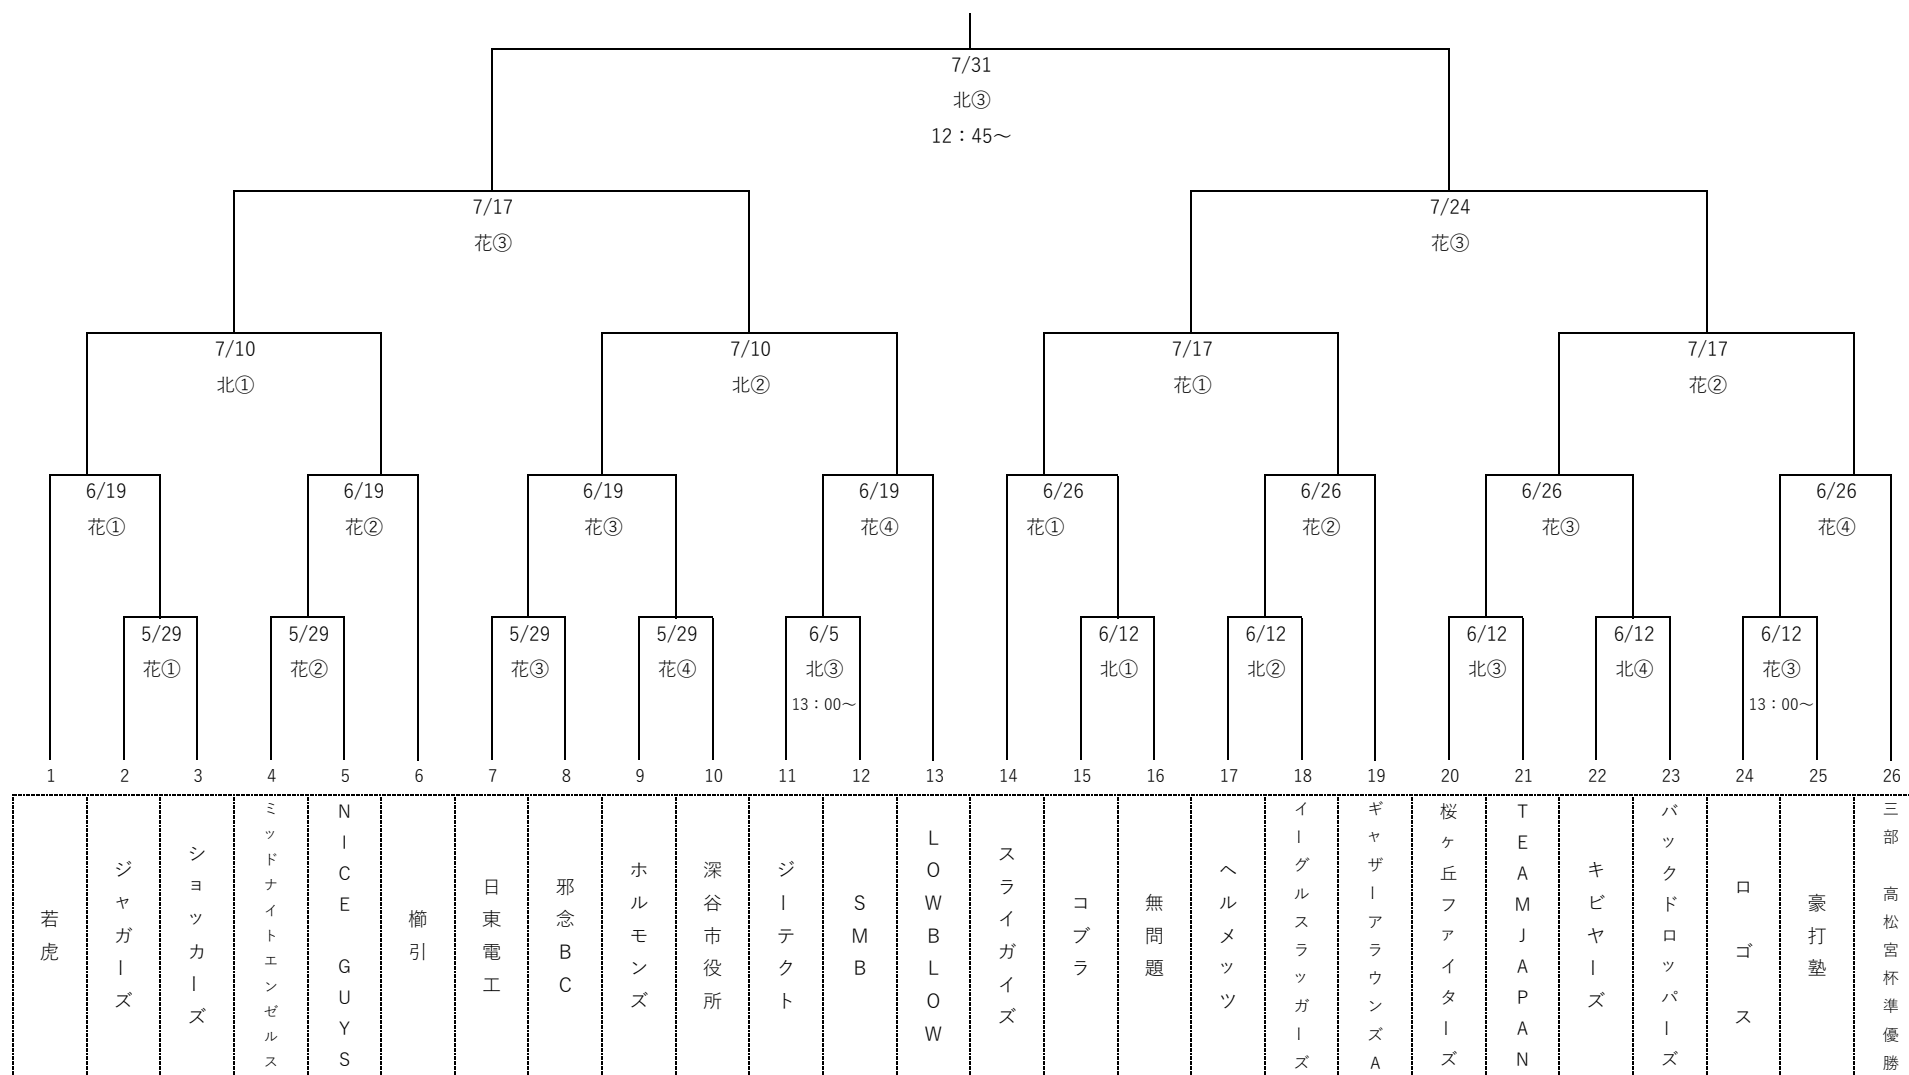 7/31
北③
12：45～
7/17
花③
7/24
花③
7/10
北①
7/10
北②
7/17
花①
7/17
花②
6/19
花①
6/19
花②
6/19
花③
6/19
花④
6/26
花①
6/26
花②
6/26
花③
6/26
花④
5/29
花①
5/29
花②
5/29
花③
5/29
花④
6/5
北③
13：00～
6/12
北①
6/12
北②
6/12
北③
6/12
北④
6/12
花③
13：00～
1
2
3
4
5
6
7
8
9
10
11
12
13
14
15
16
17
18
19
20
21
22
23
24
25
26
若虎
ジャガーズ
ショッカーズ
ミッドナイトエンゼルス
NICE GUYS
櫛引
日東電工
邪念BC
ホルモンズ
深谷市役所
ジーテクト
SMB
LOWBLOW
スライガイズ
コブラ
無問題
ヘルメッツ
イーグルスラッガーズ
ギャザーアラウンズA
桜ヶ丘ファイターズ
TEAMJAPAN
キビヤーズ
バックドロッパーズ
ロゴス
豪打塾
三部 高松宮杯準優勝